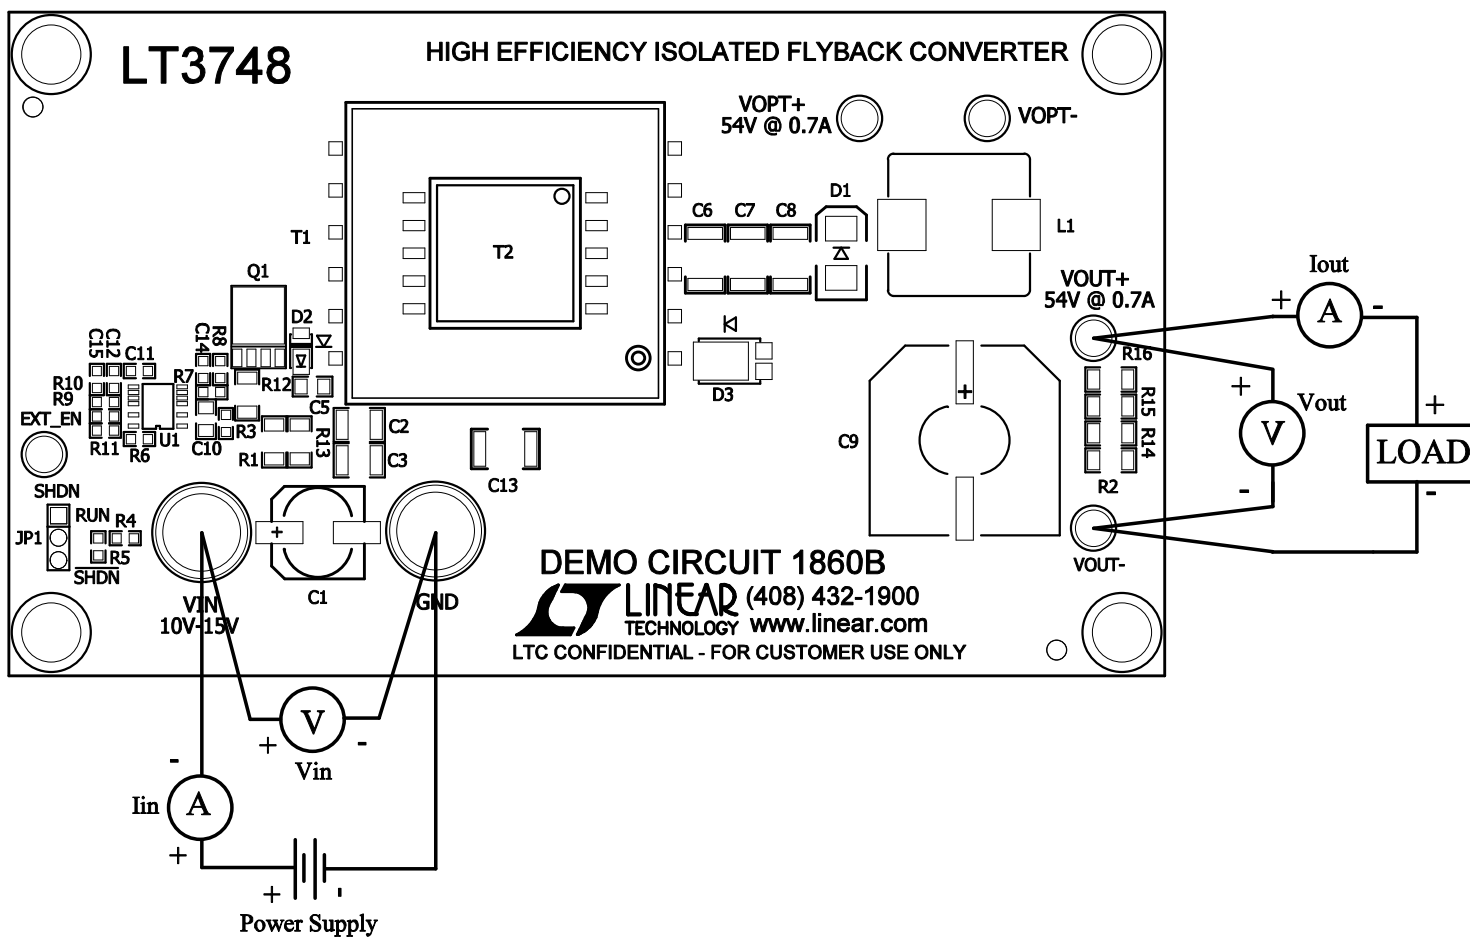 LT3748
HIGH EFFICIENCY ISOLATED FLYBACK CONVERTER
VOPT+
54V @ 0.7A
VOPT-
D1
C6
C7
C8
L1
T1
T2
Q1
D2
VOUT+
54V @ 0.7A
Iout
+
A
-
C15
C12
C11
C14
R8
R7
R12
C5
D3
R16
R10
R9
EXT_EN
U1
R11
R6
C10
R3
R1
R13
C2
C3
C13
C9
+
R15
R14
R2
+
V
Vout
-
+
LOAD
-
SHDN
RUN
JP1
R4
R5
SHDN
+
C1
VIN
10V-15V
GND
VOUT-
DEMO CIRCUIT 1860B
LINEAR
TECHNOLOGY
(408) 432-1900
www.linear.com
LTC CONFIDENTIAL - FOR CUSTOMER USE ONLY
V
+
-
Vin
-
Iin
A
+
+
-
Power Supply